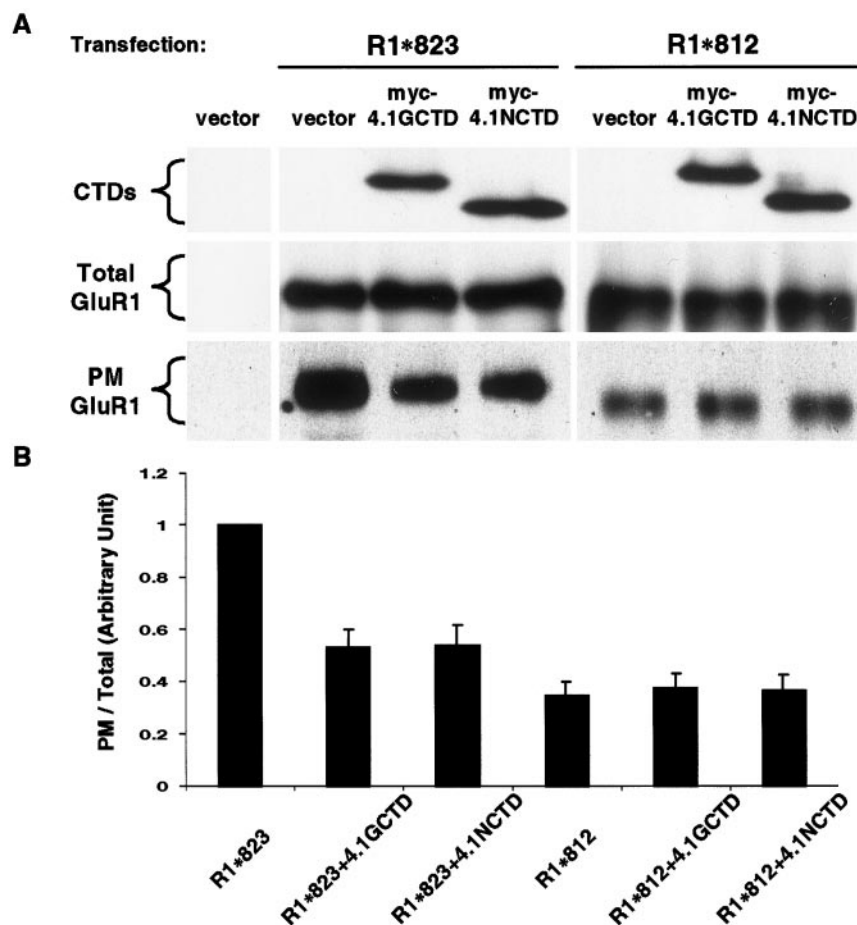 A
Transfection:
R1*823
R1*812
vector
vector
myc-
4.1GCTD
myc-
4.1NCTD
vector
myc-
4.1GCTD
myc-
4.1NCTD
CTDs
Total
GluR1
PM
GluR1
B
PM / Total (Arbitrary Unit)
1.2
1
0.8
0.6
0.4
0.2
0
R1*823
R1*823+4.1GCTD
R1*823+4.1NCTD
R1*812
R1*812+4.1GCTD
R1*812+4.1NCTD